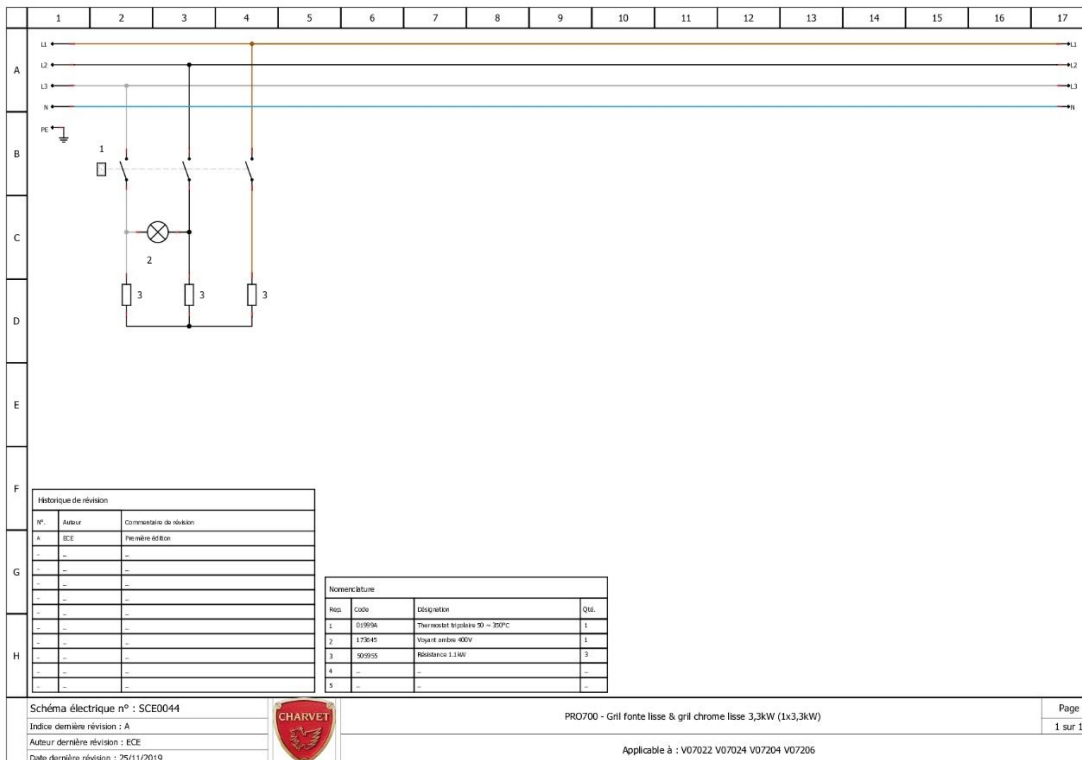 1 2 3 4 5 6 7 8 9 10 11 12 13 14 15 16 17
A
L1 L1
L2 L2
L3 L3
N N
PE
B
1
C
2
3 3 3
D
E
F
Historique de révision
N°. Auteur Commentaire de révision
A ECE Première édition
G
Nomenclature
Rep. Code Désignation Qté.
1 01999A Thermostat tripolaire 50 ~ 350°C 1
2 173645 Voyant ambre 400V 1
3 505955 Résistance 1.1kW 3
4 - - -
5 - - -
H
Schéma électrique n° : SCE0044
Indice dernière révision : A
Auteur dernière révision : ECE
Date dernière révision : 25/11/2019
CHARVET
PRO700 - Gril fonte lisse & gril chrome lisse 3,3kW (1x3,3kW)
Applicable à : V07022 V07024 V07204 V07206
Page
1 sur 1